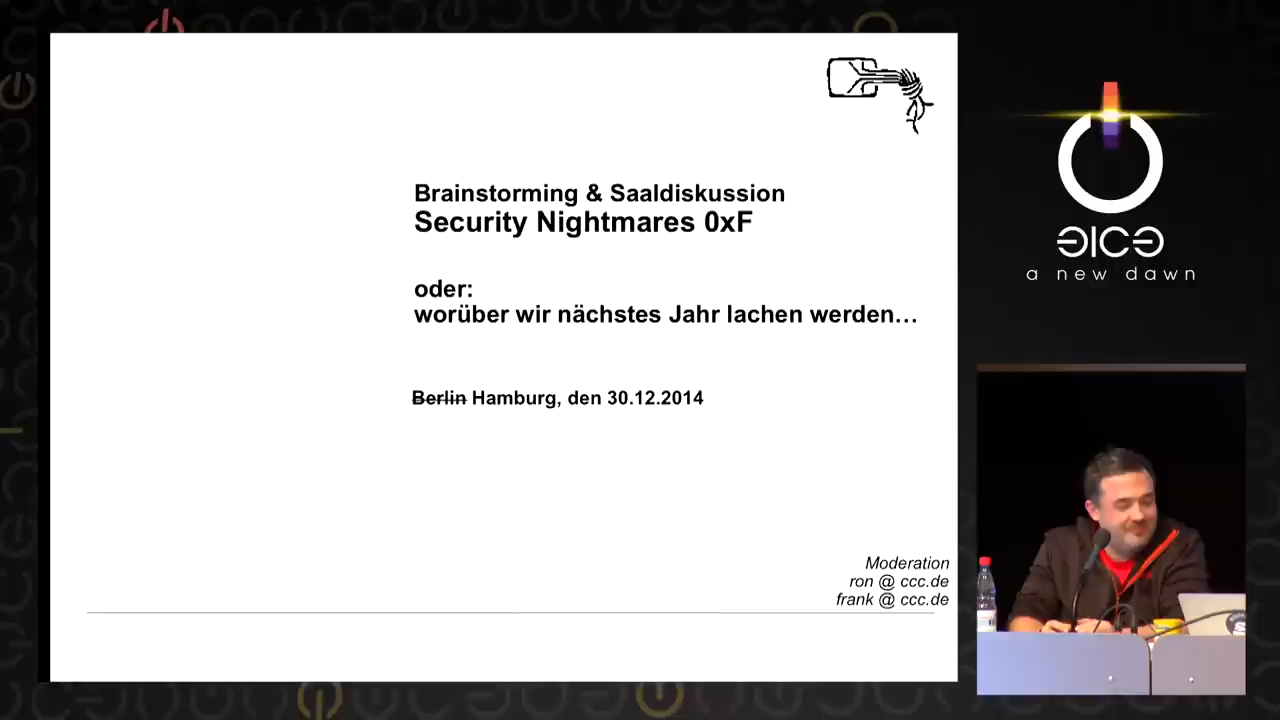 Brainstorming & Saaldiskussion
Security Nightmares 0xF
oder:
worüber wir nächstes Jahr lachen werden…
Berlin Hamburg, den 30.12.2014
Moderation
ron @ ccc.de
frank @ ccc.de
a new dawn